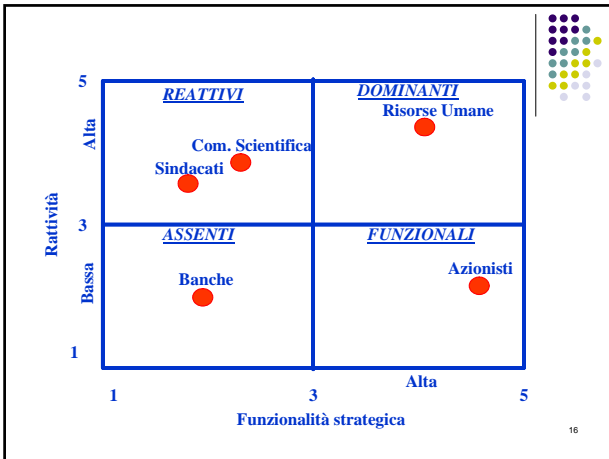 5
REATTIVI
DOMINANTI
Risorse Umane
Alta
Com. Scientifica
Sindacati
Rattività
3
ASSENTI
FUNZIONALI
Azionisti
Bassa
Banche
1
Alta
1
3
5
Funzionalità strategica
16